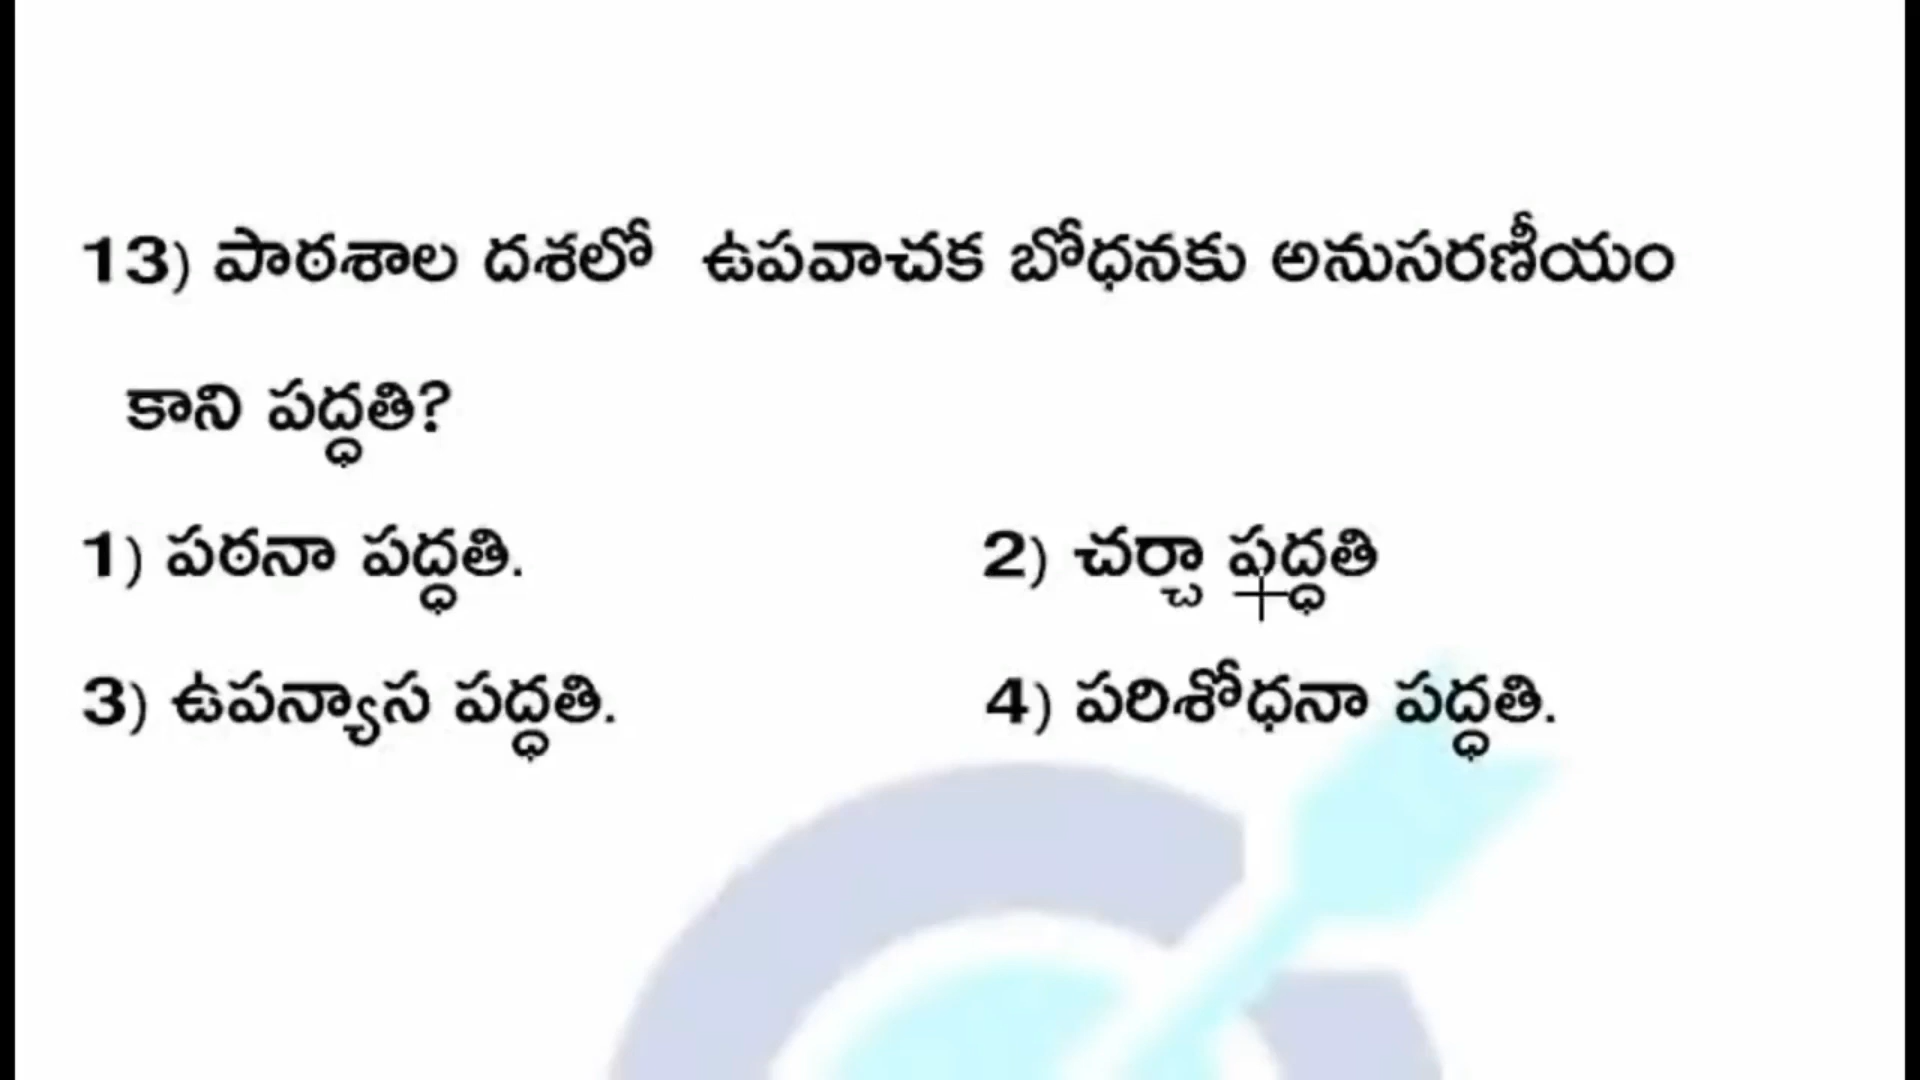 13) పాఠశాల దశలో ఉపవాచక బోధనకు అనుసరణీయం
కాని పద్ధతి?
1) పఠనా పద్ధతి. 2) చర్చా పద్ధతి
3) ఉపన్యాస పద్ధతి. 4) పరిశోధనా పద్ధతి.